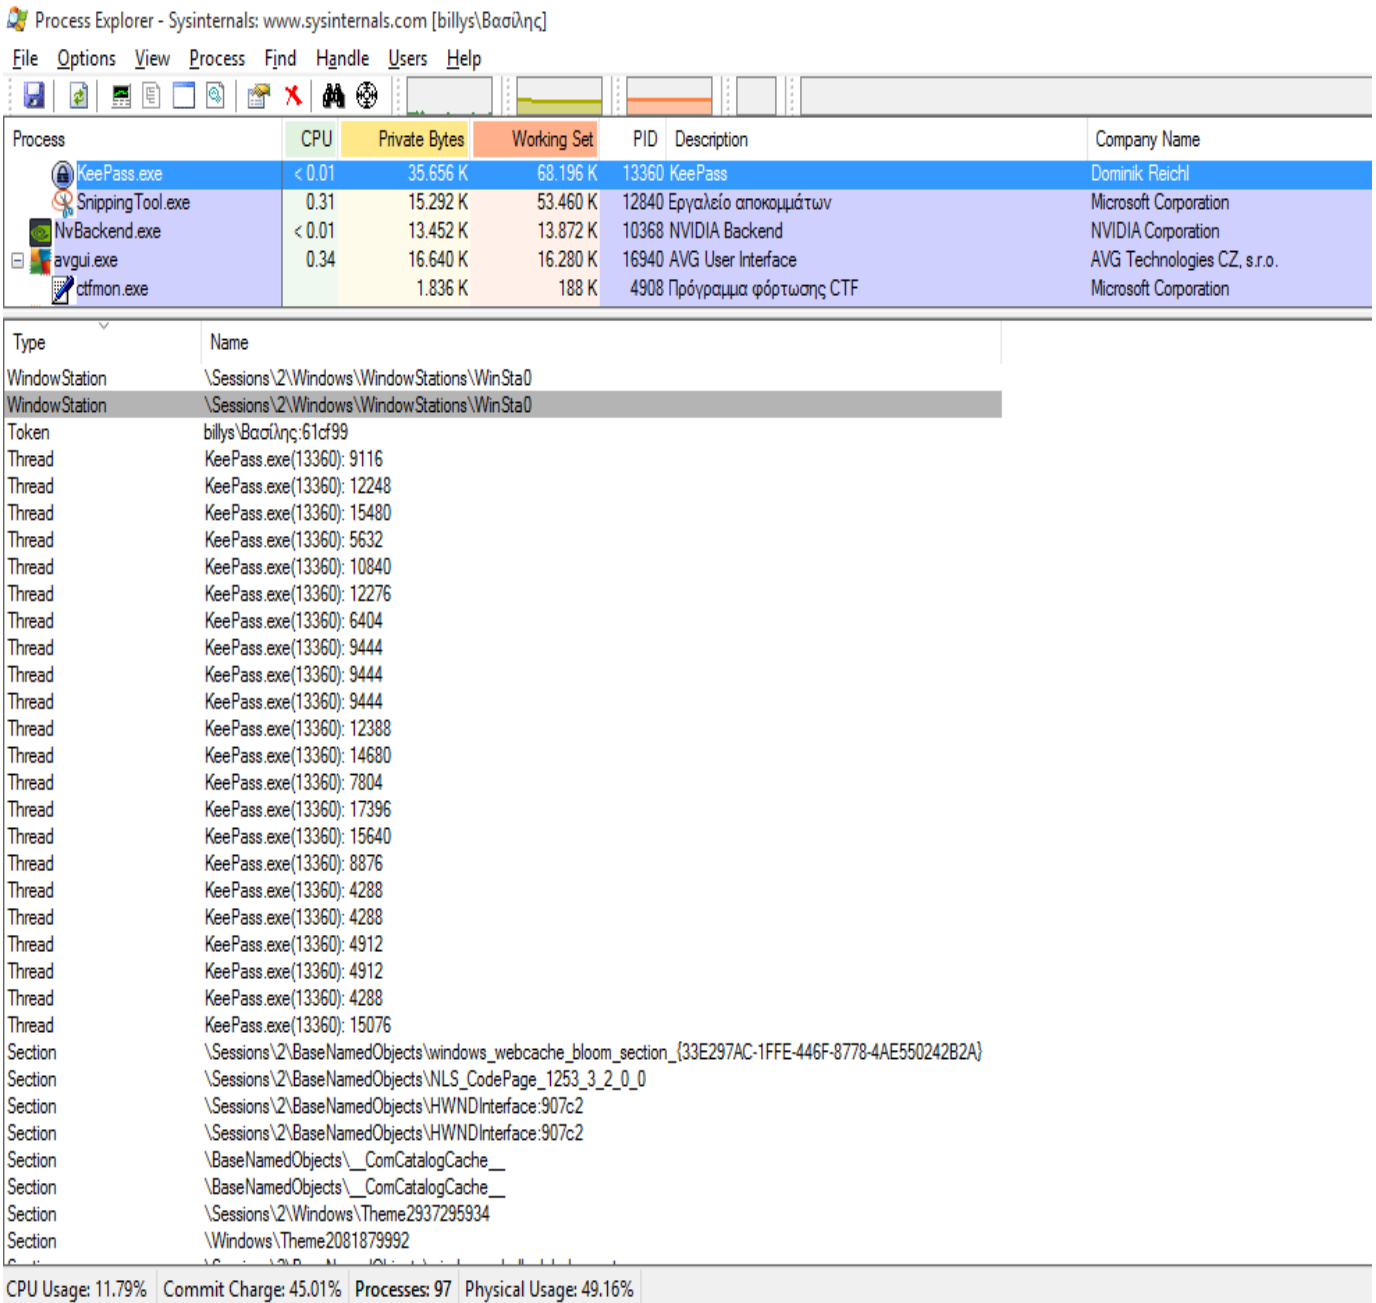 Process Explorer - Sysinternals: www.sysinternals.com [billys\Βασίλης]
File Options View Process Find Handle Users Help
Process CPU Private Bytes Working Set PID Description Company Name
KeePass.exe < 0.01 35.656 K 68.196 K 13360 KeePass Dominik Reichl
SnippingTool.exe 0.31 15.292 K 53.460 K 12840 Εργαλείο αποκομμάτων Microsoft Corporation
NvBackend.exe < 0.01 13.452 K 13.872 K 10368 NVIDIA Backend NVIDIA Corporation
avgui.exe 0.34 16.640 K 16.280 K 16940 AVG User Interface AVG Technologies CZ, s.r.o.
ctfmon.exe 1.836 K 188 K 4908 Πρόγραμμα φόρτωσης CTF Microsoft Corporation
Type Name
WindowStation \Sessions\2\Windows\WindowStations\WinSta0
WindowStation \Sessions\2\Windows\WindowStations\WinSta0
Token billys\Βασίλης:61cf99
Thread KeePass.exe(13360): 9116
Thread KeePass.exe(13360): 12248
Thread KeePass.exe(13360): 15480
Thread KeePass.exe(13360): 5632
Thread KeePass.exe(13360): 10840
Thread KeePass.exe(13360): 12276
Thread KeePass.exe(13360): 6404
Thread KeePass.exe(13360): 9444
Thread KeePass.exe(13360): 9444
Thread KeePass.exe(13360): 9444
Thread KeePass.exe(13360): 12388
Thread KeePass.exe(13360): 14680
Thread KeePass.exe(13360): 7804
Thread KeePass.exe(13360): 17396
Thread KeePass.exe(13360): 15640
Thread KeePass.exe(13360): 8876
Thread KeePass.exe(13360): 4288
Thread KeePass.exe(13360): 4288
Thread KeePass.exe(13360): 4912
Thread KeePass.exe(13360): 4912
Thread KeePass.exe(13360): 4288
Thread KeePass.exe(13360): 15076
Section \Sessions\2\BaseNamedObjects\windows_webcache_bloom_section_{33E297AC-1FFE-446F-8778-4AE550242B2A}
Section \Sessions\2\BaseNamedObjects\NLS_CodePage_1253_3_2_0_0
Section \Sessions\2\BaseNamedObjects\HWNDInterface:907c2
Section \Sessions\2\BaseNamedObjects\HWNDInterface:907c2
Section \BaseNamedObjects\__ComCatalogCache__
Section \BaseNamedObjects\__ComCatalogCache__
Section \Sessions\2\Windows\Theme2937295934
Section \Windows\Theme2081879992
CPU Usage: 11.79% Commit Charge: 45.01% Processes: 97 Physical Usage: 49.16%